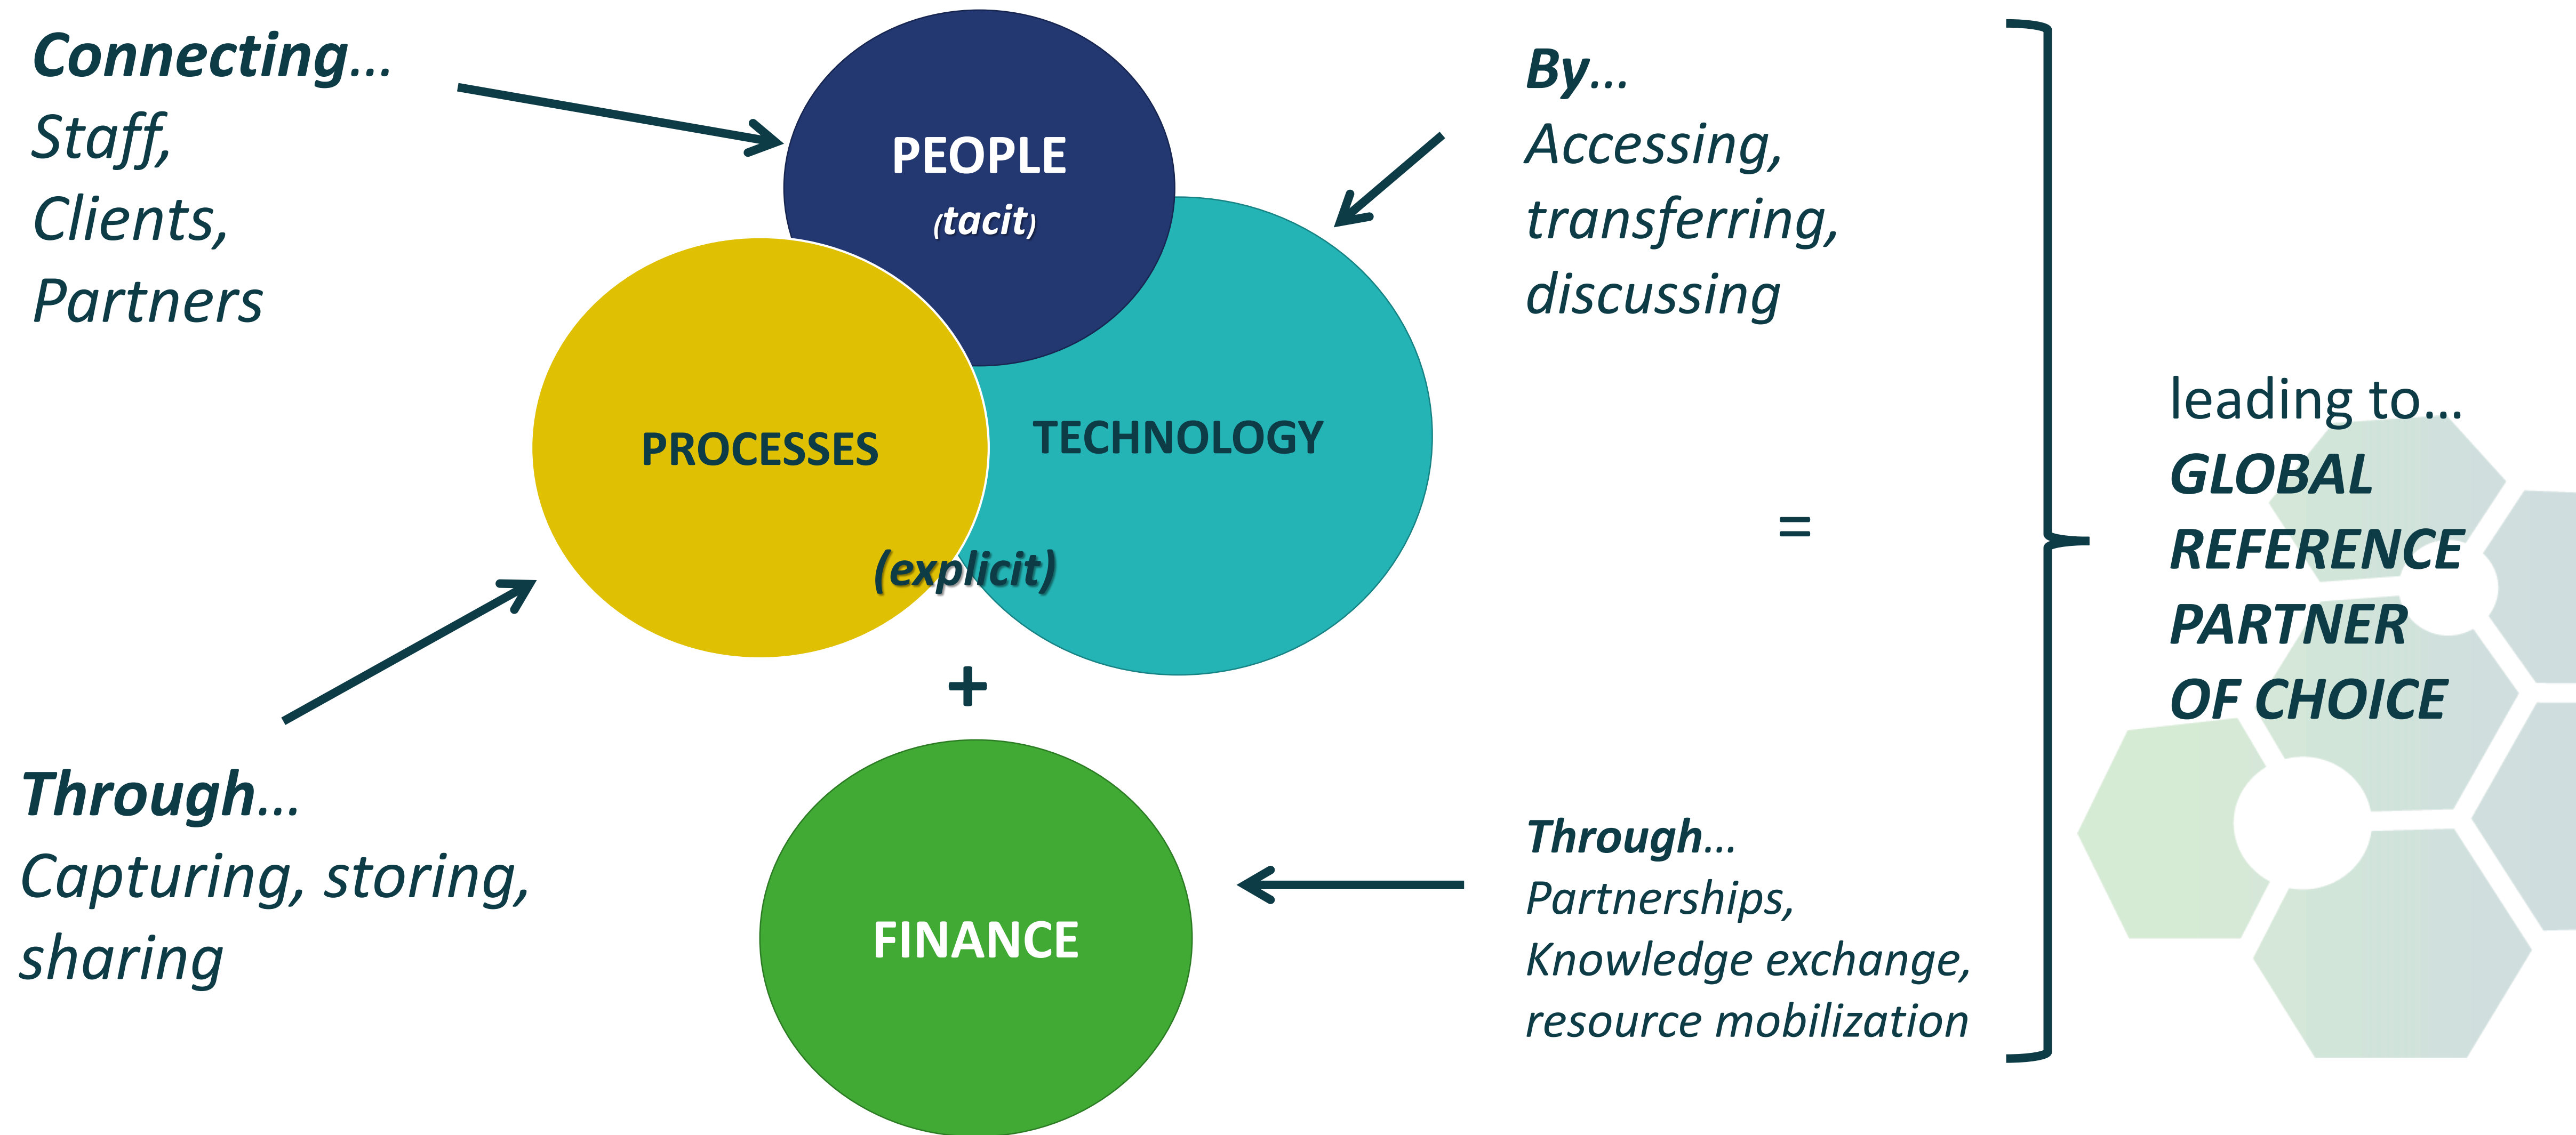 Connecting…
Staff,
Clients,
Partners
PEOPLE
(tacit)
PROCESSES
TECHNOLOGY
(explicit)
+
FINANCE
By…
Accessing,
transferring,
discussing
=
Through…
Capturing, storing,
sharing
Through…
Partnerships,
Knowledge exchange,
resource mobilization
leading to…
GLOBAL
REFERENCE
PARTNER
OF CHOICE